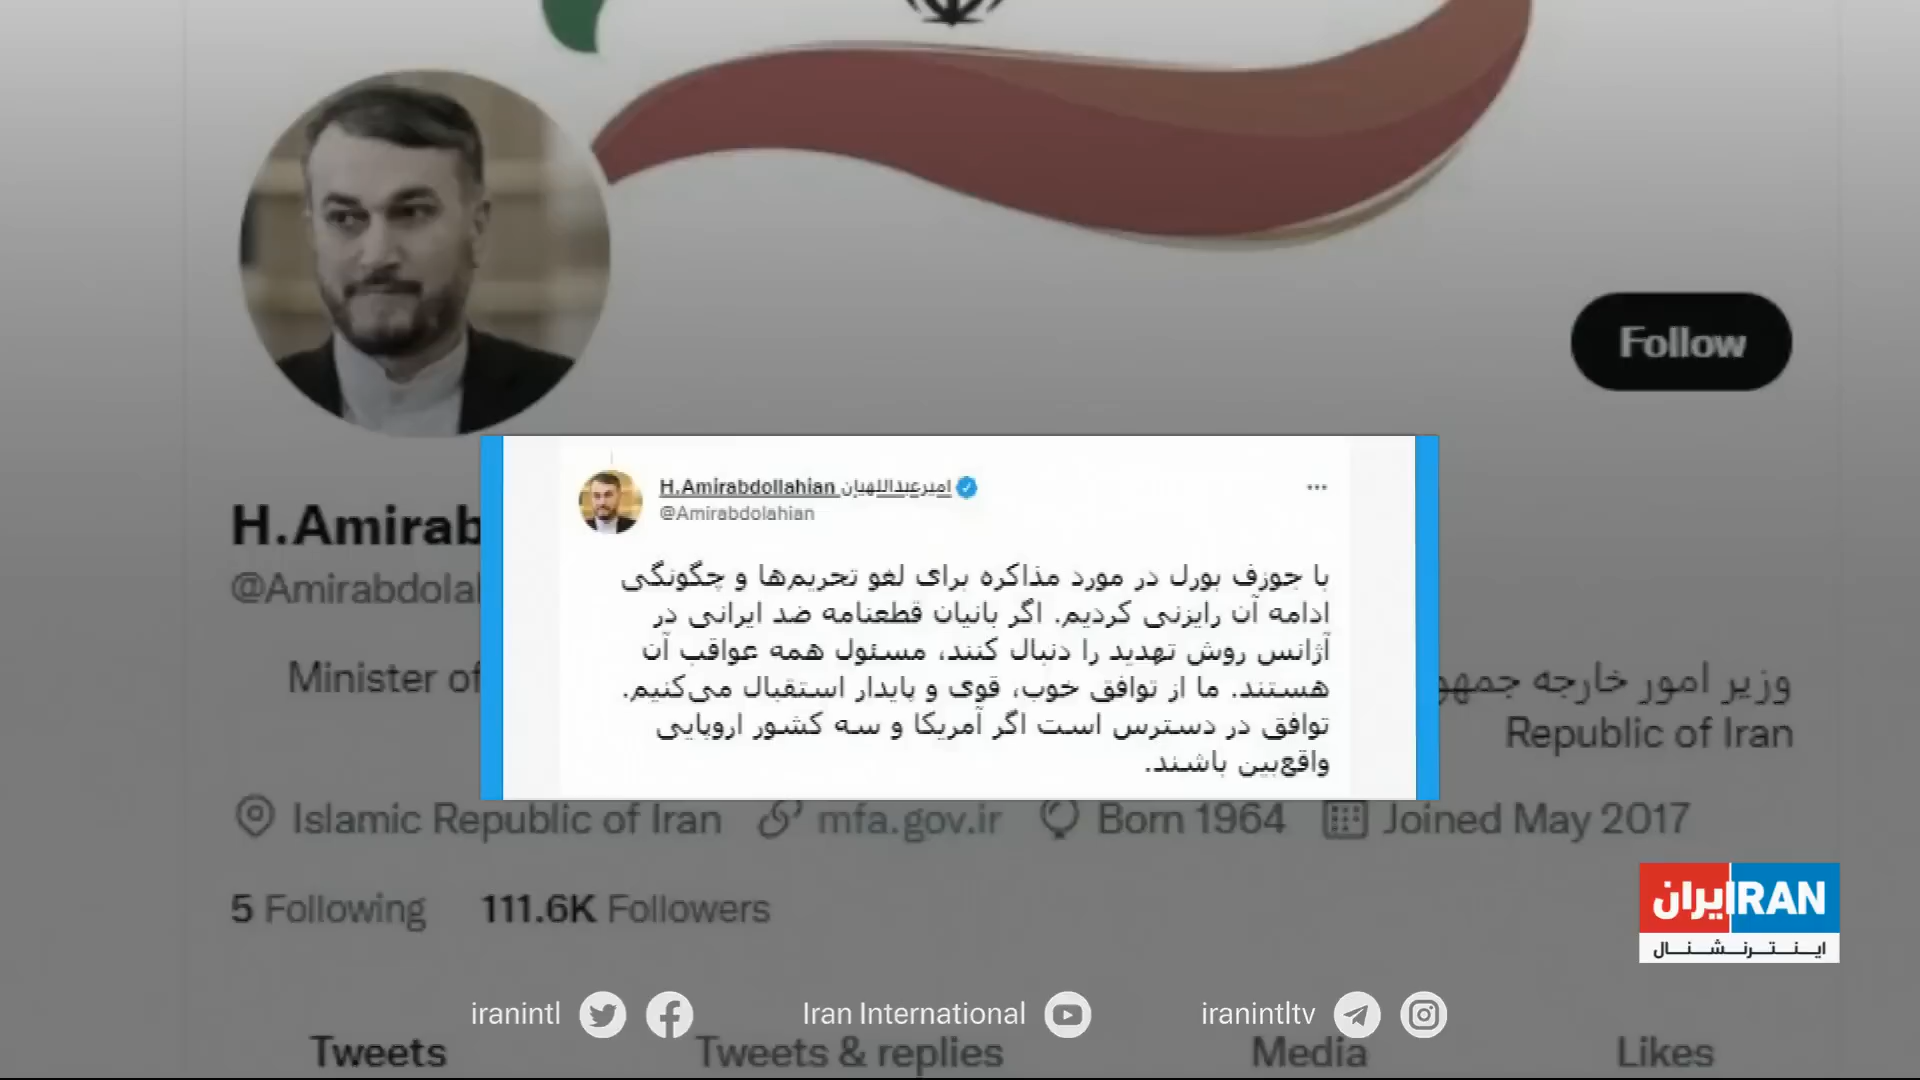 Follow
H.Amirabdollahian امیرعبداللهیان
@Amirabdolahian
با جوزف بورل در مورد مذاکره برای لغو تحریم‌ها و چگونگی
ادامه آن رایزنی کردیم. اگر بانیان قطعنامه ضد ایرانی در
آژانس روش تهدید را دنبال کنند، مسئول همه عواقب آن
هستند. ما از توافق خوب، قوی و پایدار استقبال می‌کنیم.
توافق در دسترس است اگر آمریکا و سه کشور اروپایی
واقع‌بین باشند.
H.Amirab
@Amirabdola
Minister of
وزیر امور خارجه
Republic of Iran
Islamic Republic of Iran mfa.gov.ir Born 1964 Joined May 2017
5 Following 111.6K Followers
ایران IRAN
اینترنشنال
iranintl Iran International iranintltv
Tweets Tweets & replies Media Likes